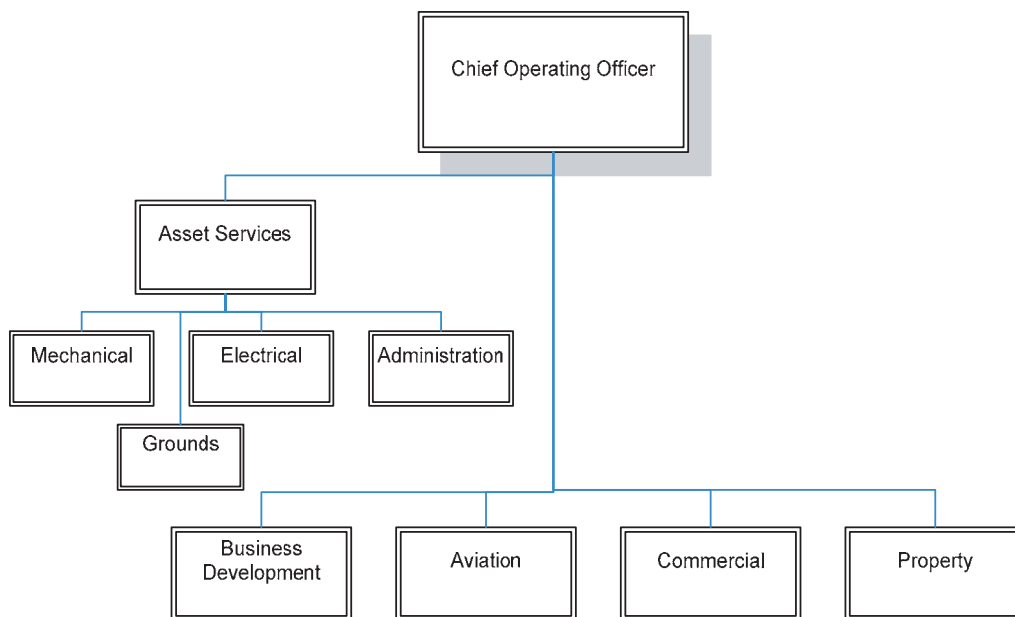 Chief Operating Officer
Asset Services
Mechanical
Electrical
Administration
Grounds
Business
Development
Aviation
Commercial
Property